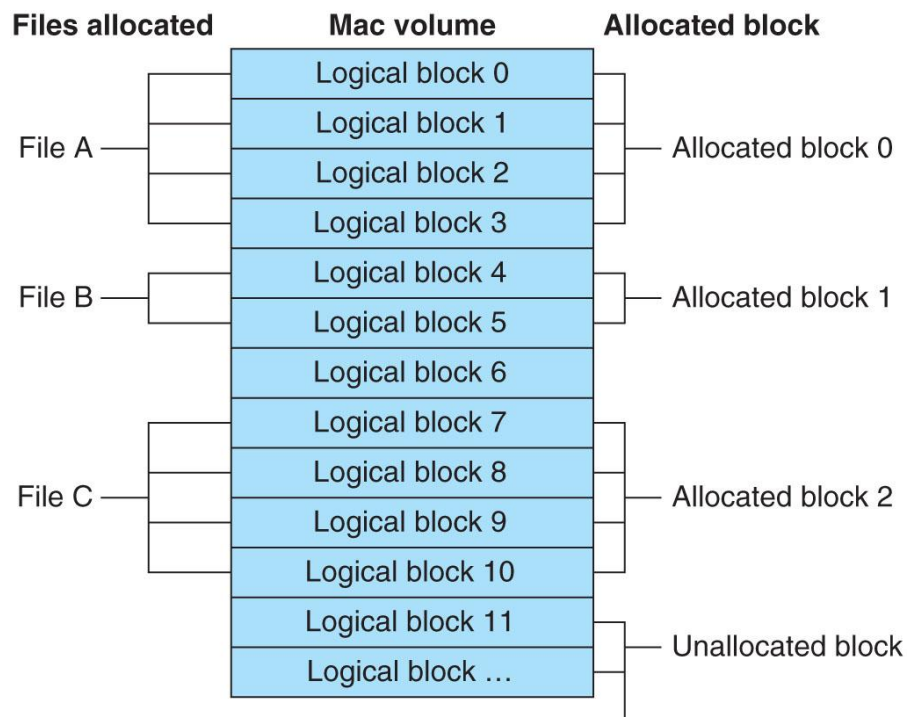 Files allocated Mac volume Allocated block
Logical block 0
Logical block 1
File A Allocated block 0
Logical block 2
Logical block 3
Logical block 4
File B Allocated block 1
Logical block 5
Logical block 6
Logical block 7
Logical block 8
File C Allocated block 2
Logical block 9
Logical block 10
Logical block 11
Unallocated block
Logical block …